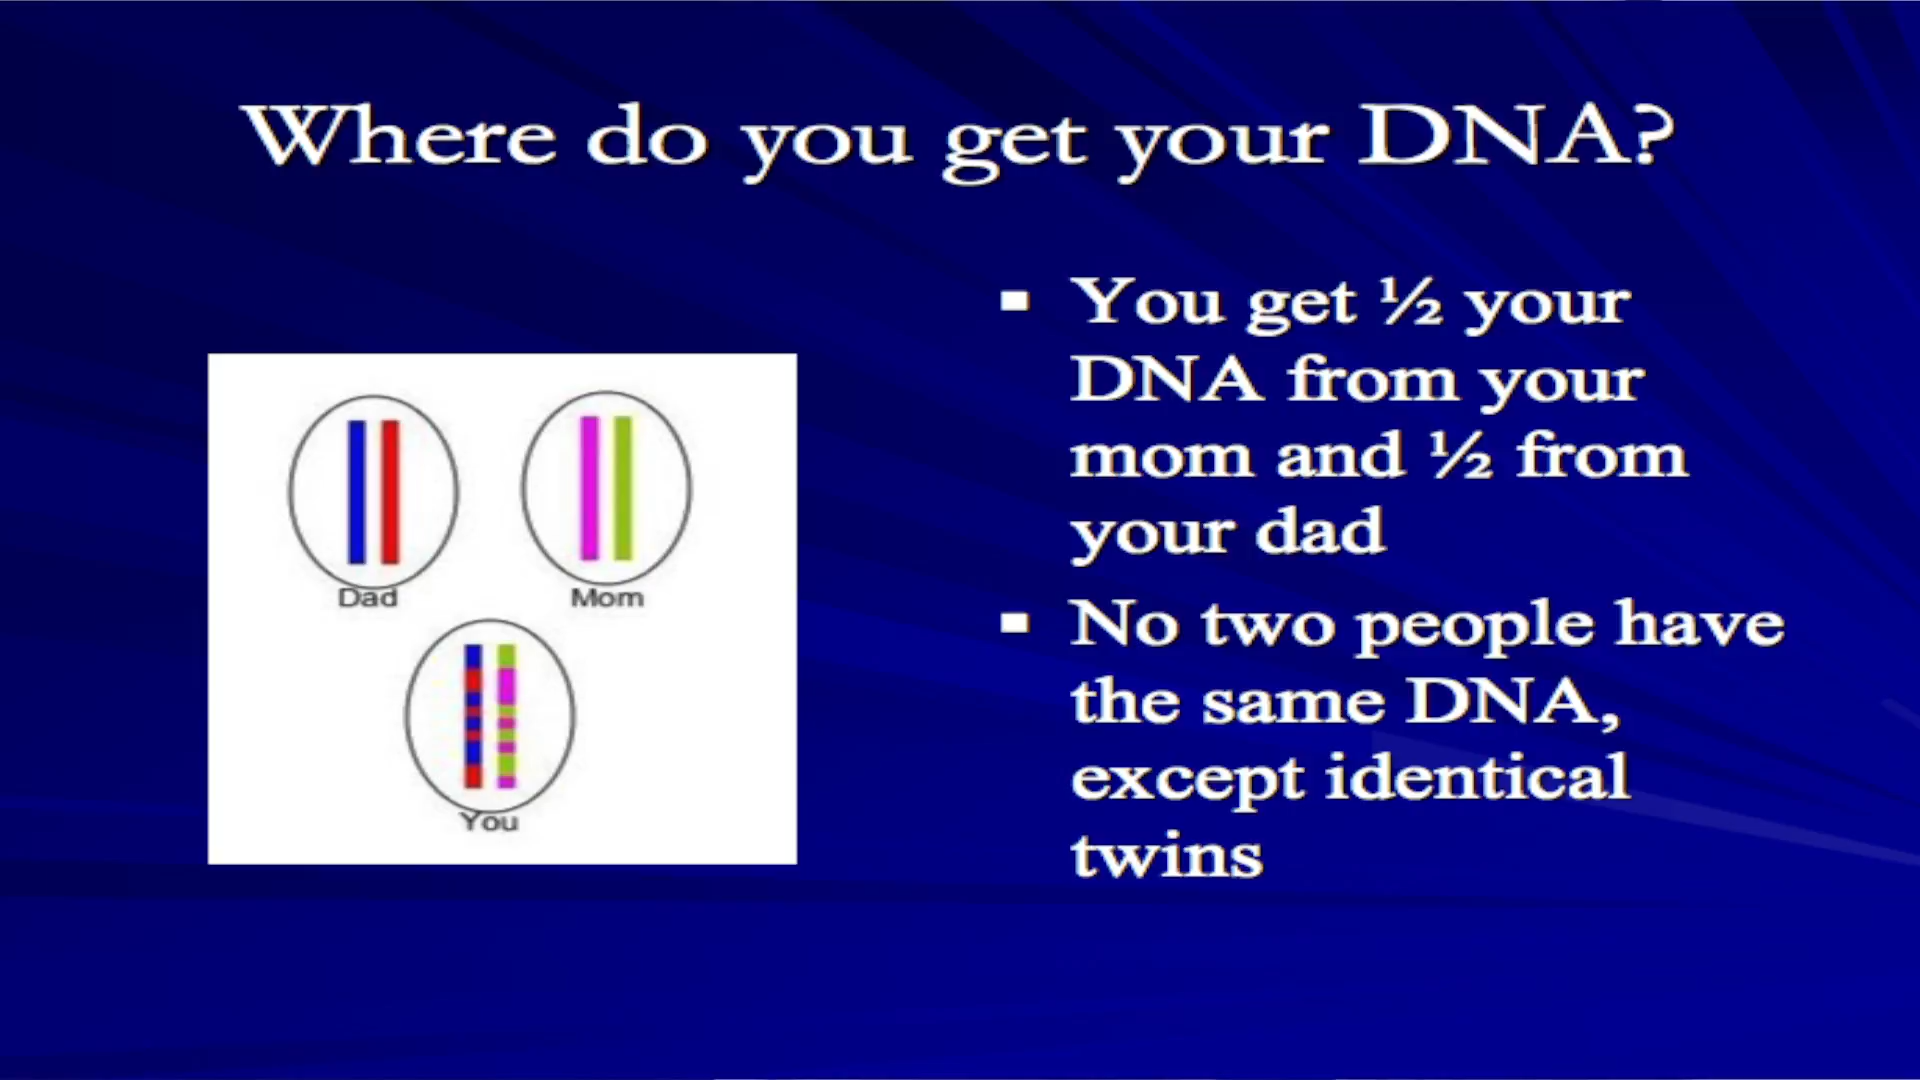 Where do you get your DNA?
Dad
Mom
You
▪ You get ½ your
DNA from your
mom and ½ from
your dad
▪ No two people have
the same DNA,
except identical
twins